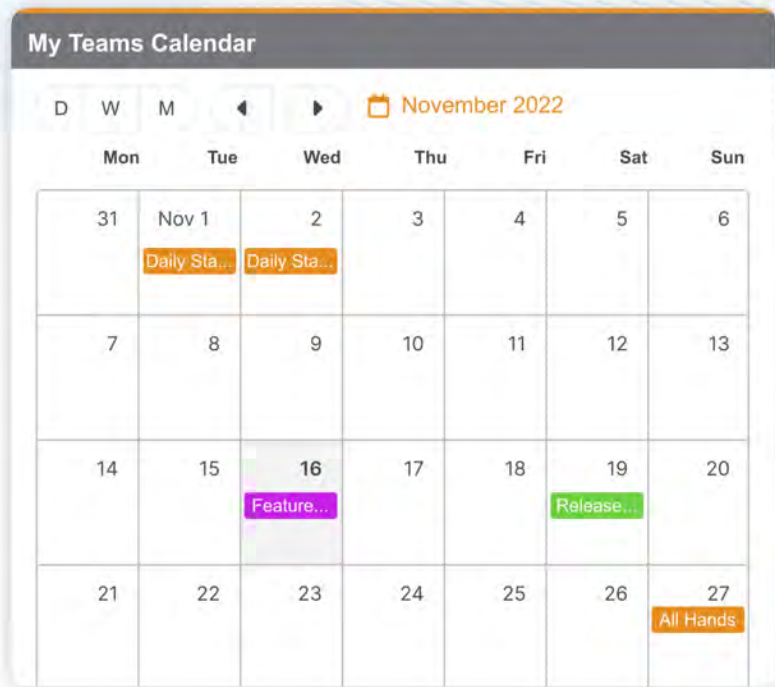 My Teams Calendar
D W M November 2022
Mon Tue Wed Thu Fri Sat Sun
31 Nov 1 2 3 4 5 6
Daily Sta... Daily Sta...
7 8 9 10 11 12 13
14 15 16 17 18 19 20
Feature... Release...
21 22 23 24 25 26 27
All Hands